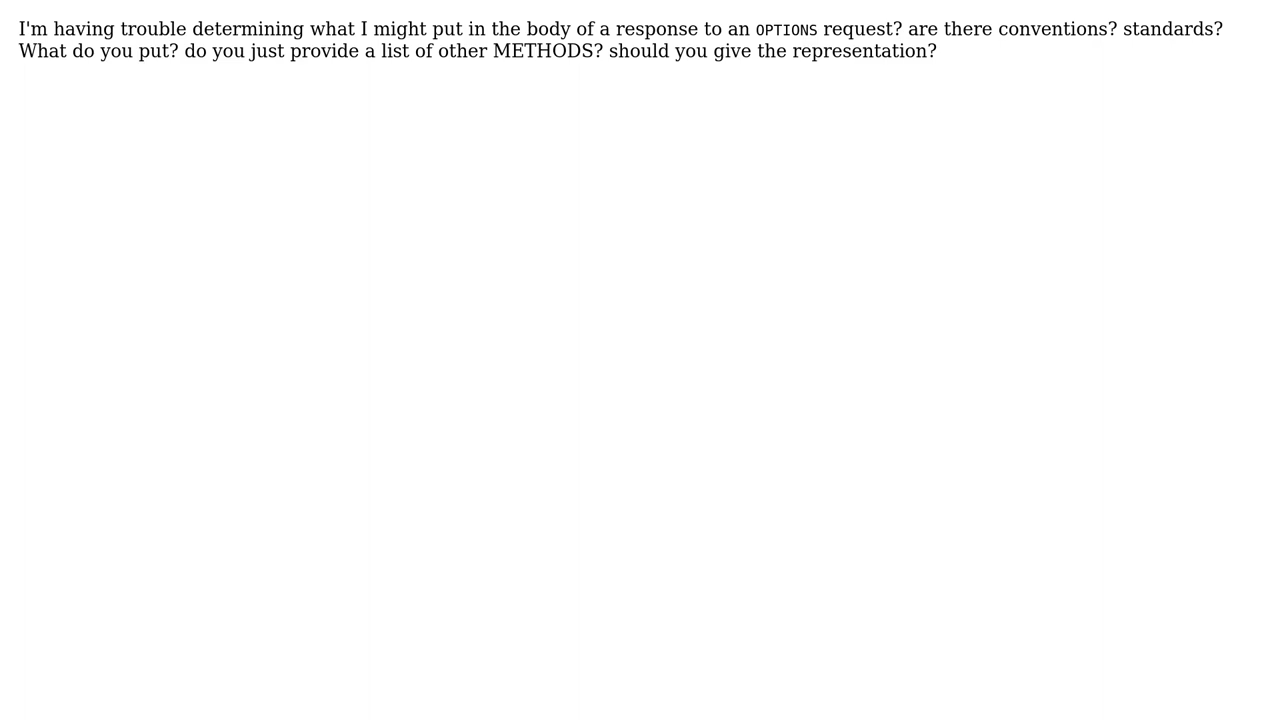 I'm having trouble determining what I might put in the body of a response to an OPTIONS request? are there conventions? standards?
What do you put? do you just provide a list of other METHODS? should you give the representation?